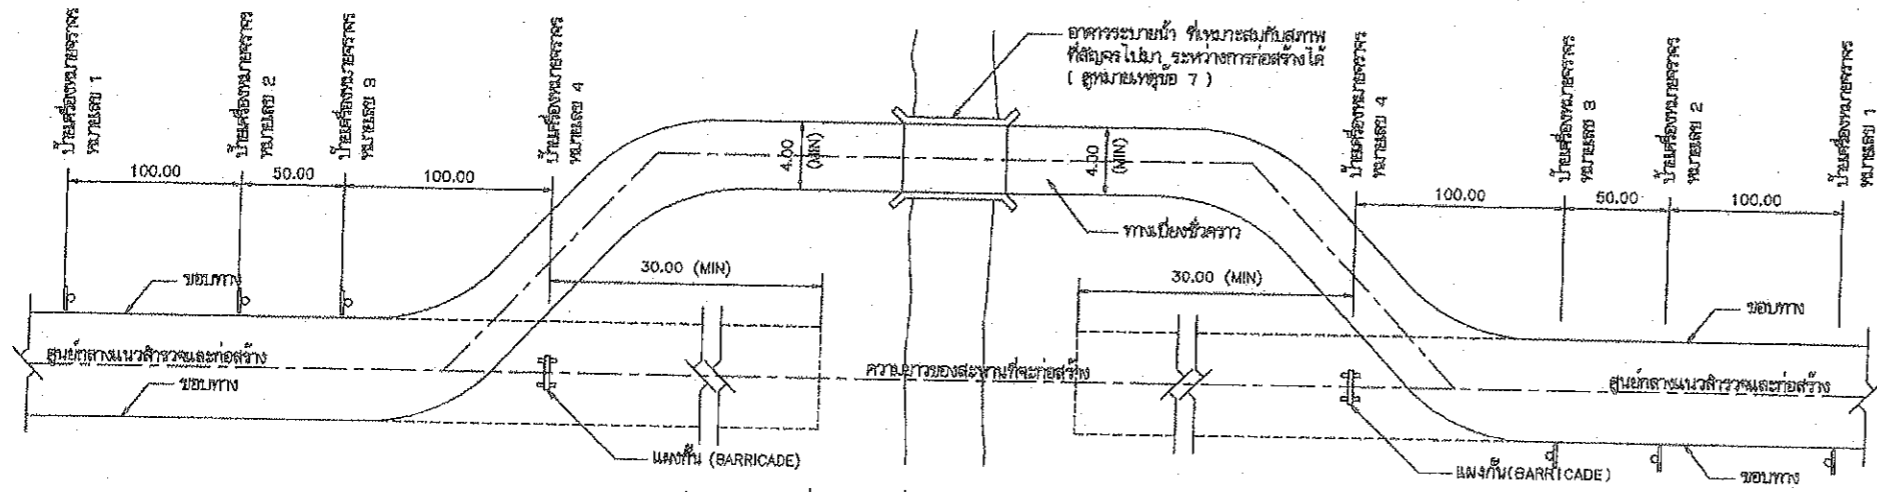 ป้ายเครื่องหมายจราจร
หมายเลข 1
ป้ายเครื่องหมายจราจร
หมายเลข 2
ป้ายเครื่องหมายจราจร
หมายเลข 3
ป้ายเครื่องหมายจราจร
หมายเลข 4
อาคารระบายน้ำ ที่เหมาะสมกับสภาพ
ที่สัญจรไปมา ระหว่างการก่อสร้างได้
( ดูหมายเหตุข้อ 7 )
ป้ายเครื่องหมายจราจร
หมายเลข 4
ป้ายเครื่องหมายจราจร
หมายเลข 3
ป้ายเครื่องหมายจราจร
หมายเลข 2
ป้ายเครื่องหมายจราจร
หมายเลข 1
100.00
50.00
100.00
4.00
(MIN)
4.00
(MIN)
100.00
50.00
100.00
ทางเบี่ยงชั่วคราว
30.00 (MIN)
30.00 (MIN)
ขอบทาง
ขอบทาง
ศูนย์กลางแนวสำรวจและก่อสร้าง
ความยาวของสะพานที่จะก่อสร้าง
ศูนย์กลางแนวสำรวจและก่อสร้าง
ขอบทาง
แผงกั้น (BARRICADE)
แผงกั้น(BARRICADE)
ขอบทาง